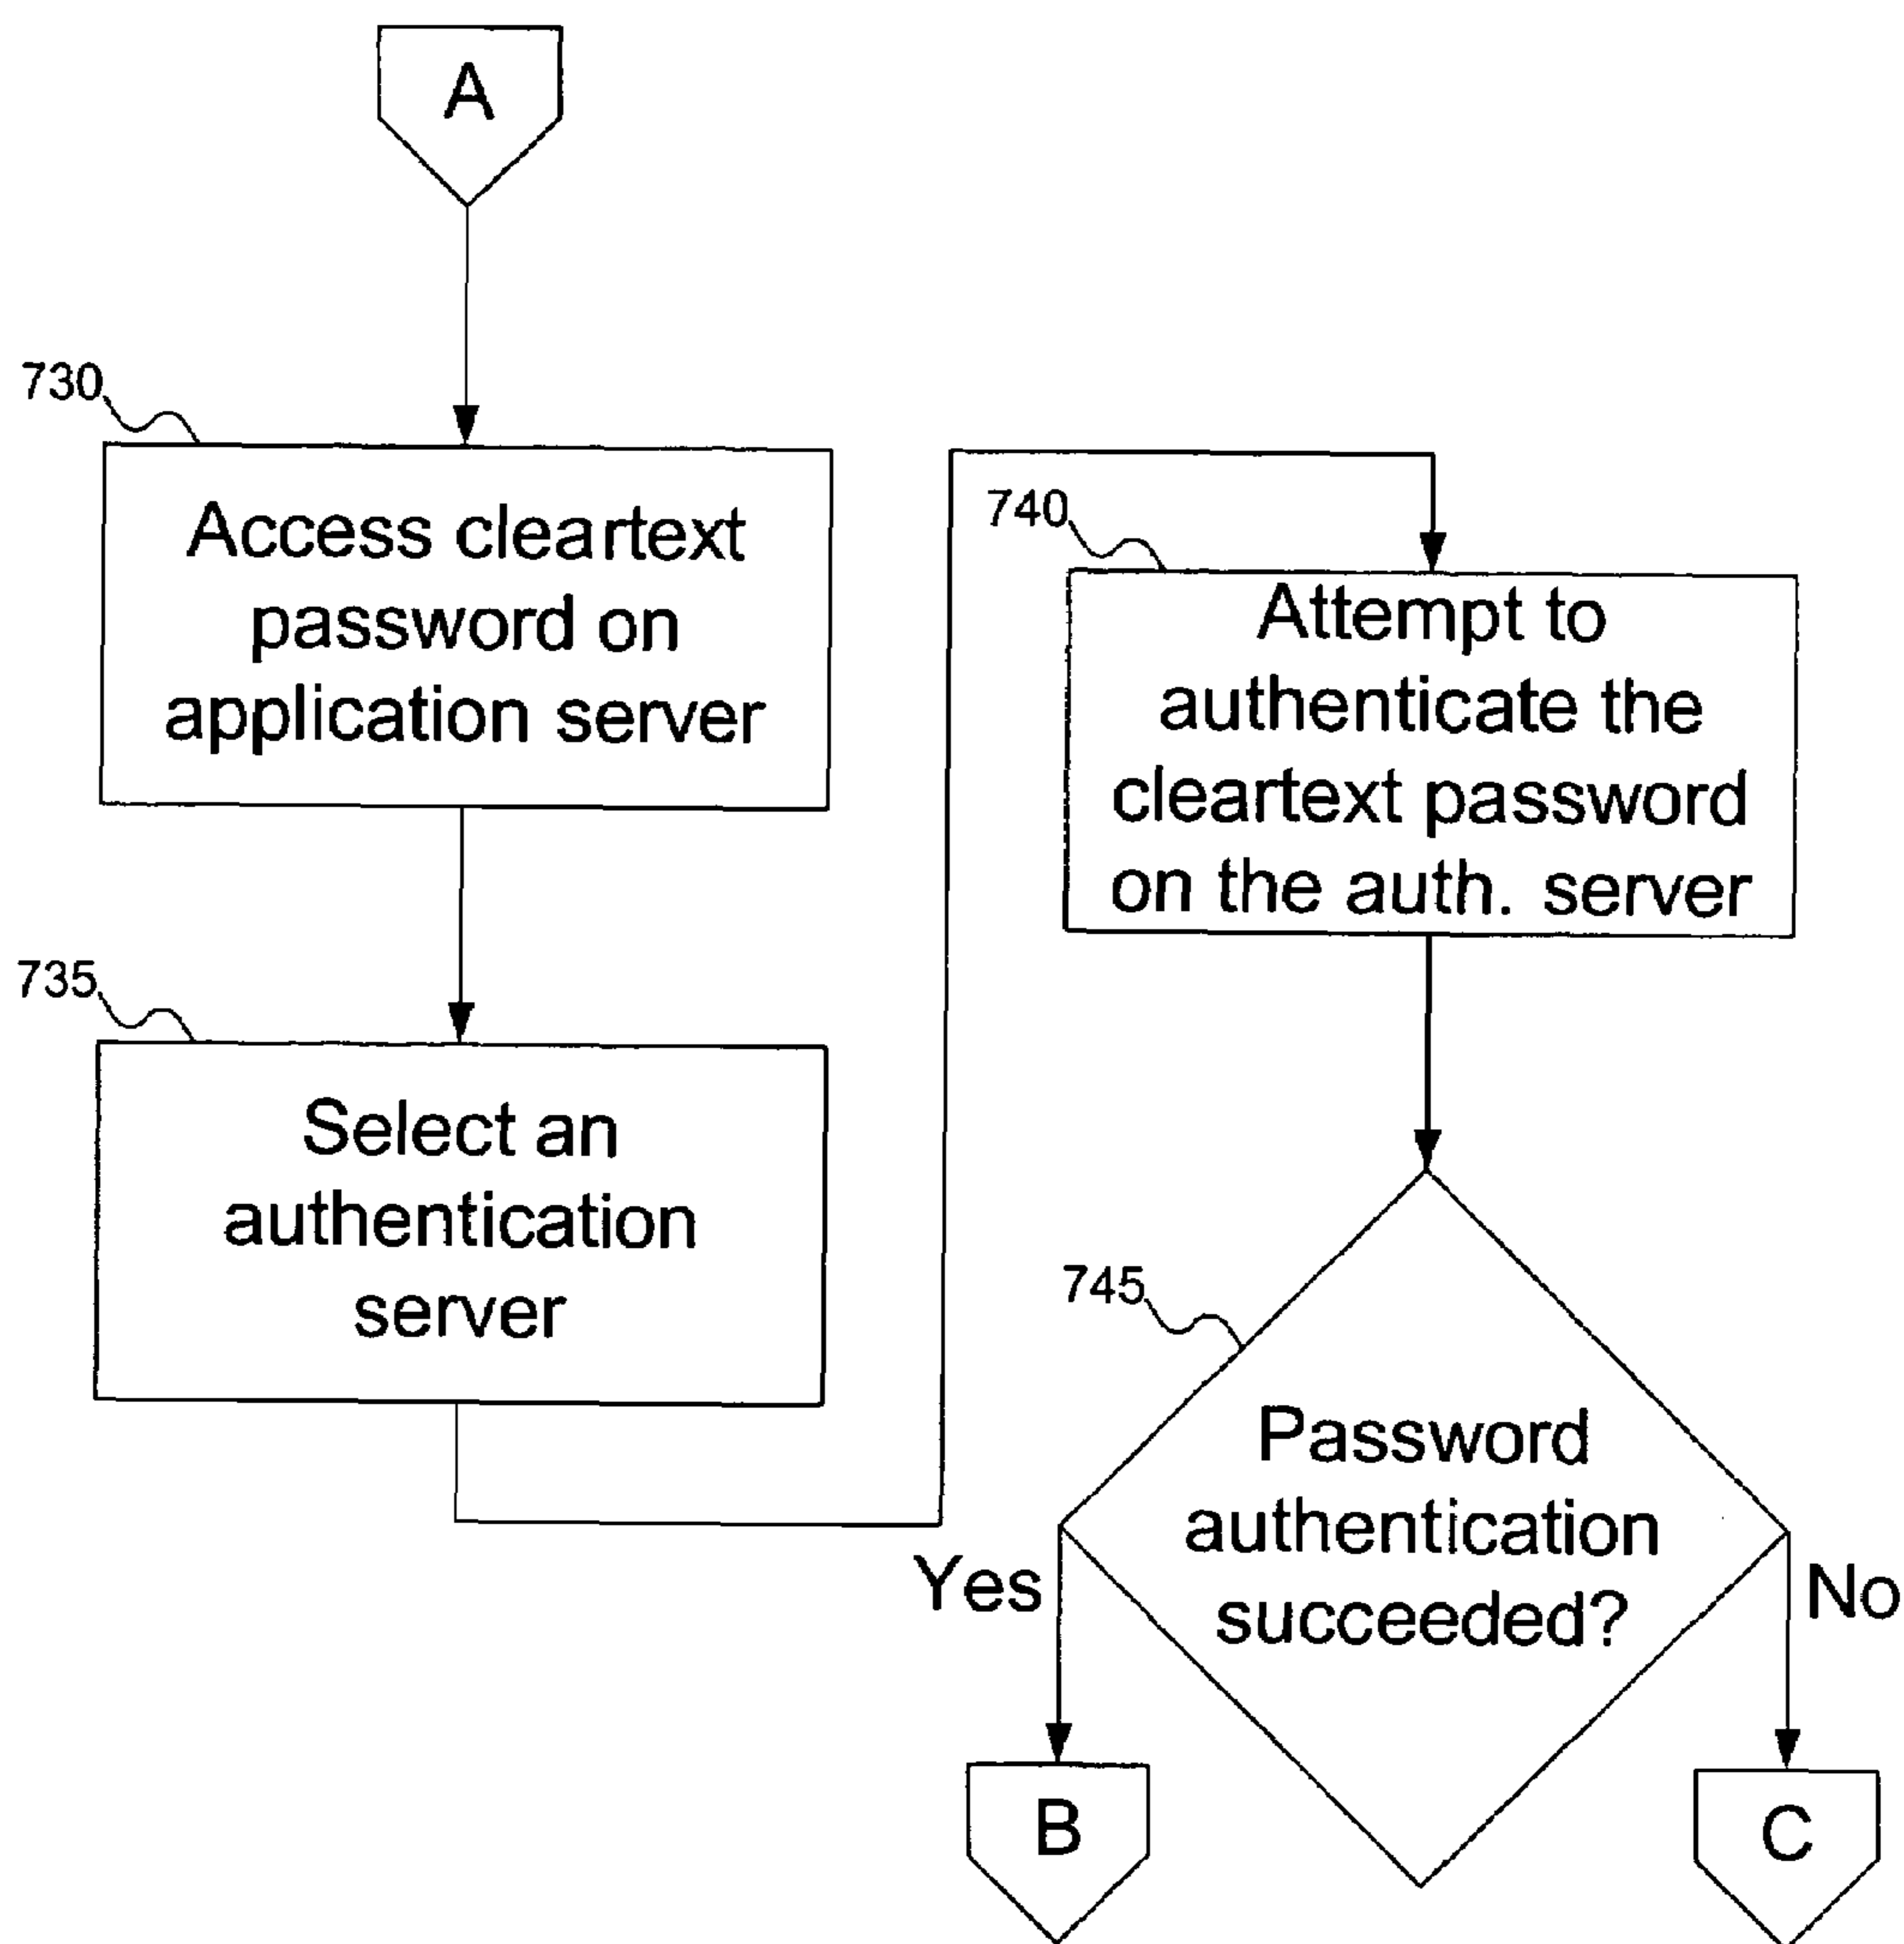 A
730
Access cleartext
password on
application server
735
Select an
authentication
server
740
Attempt to
authenticate the
cleartext password
on the auth. server
745
Password
authentication
succeeded?
Yes
No
B
C